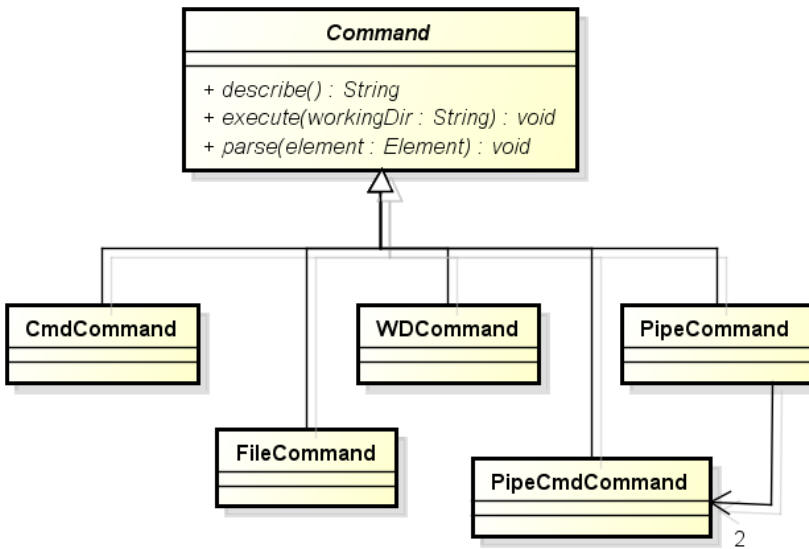 Command
+ describe() : String
+ execute(workingDir : String) : void
+ parse(element : Element) : void
CmdCommand
WDCommand
PipeCommand
FileCommand
PipeCmdCommand
2